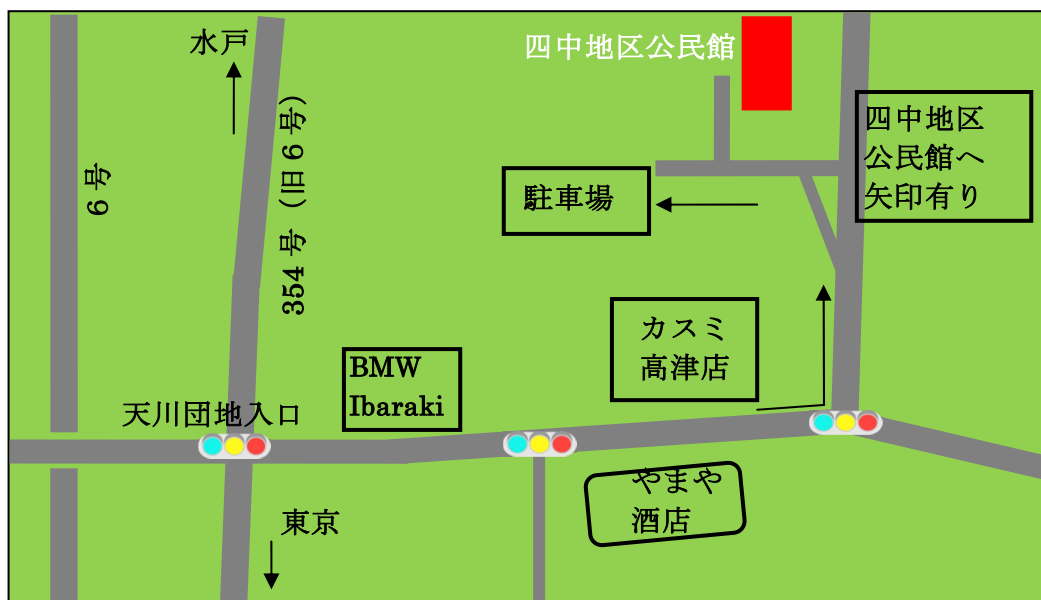 水戸
四中地区公民館
6号
354号(旧6号)
四中地区
公民館へ
矢印有り
駐車場
カスミ
高津店
BMW
Ibaraki
天川団地入口
やまや
酒店
東京